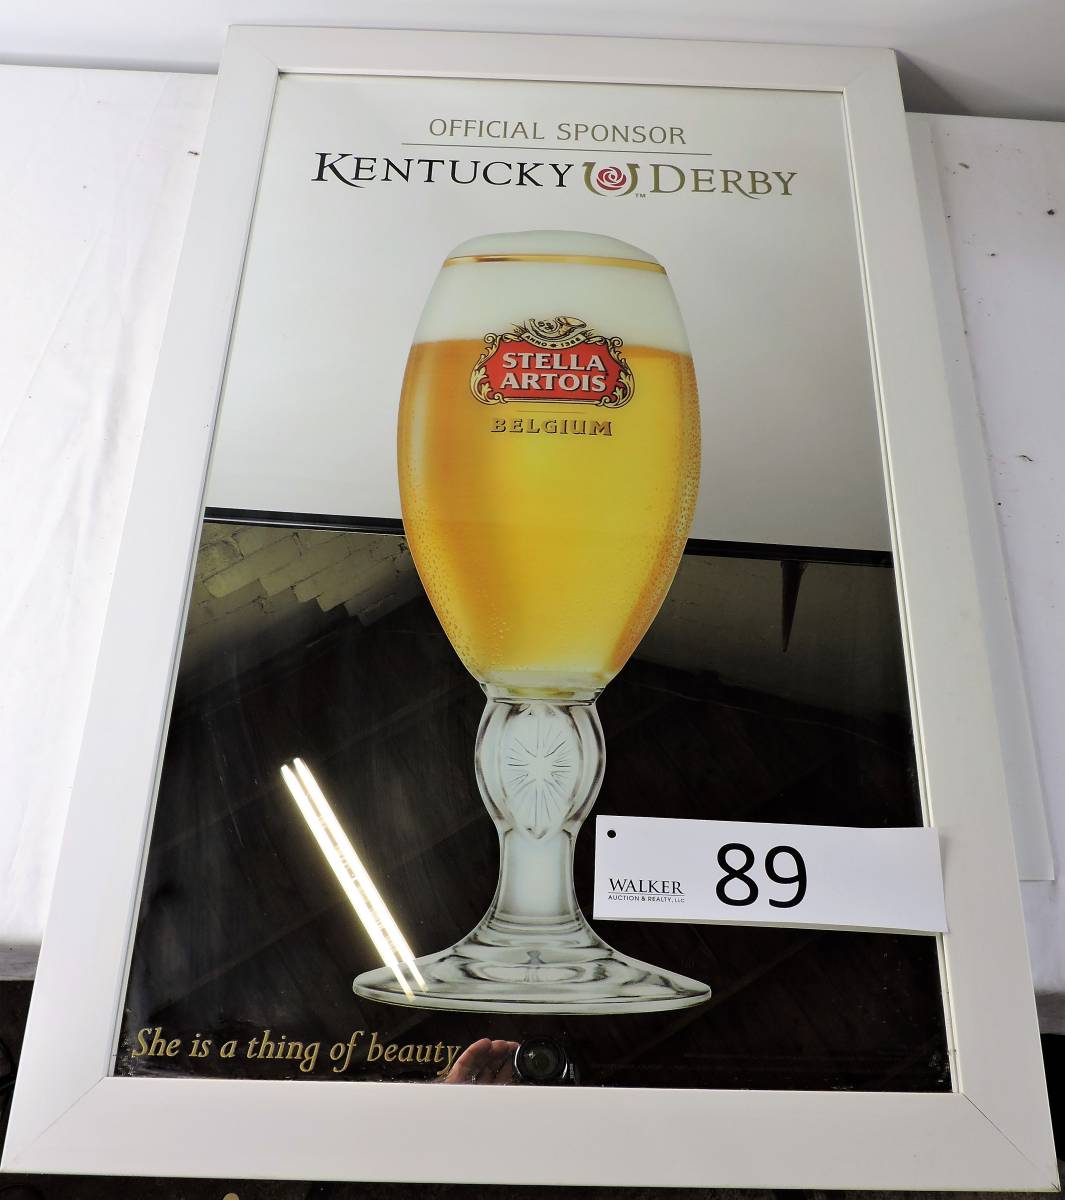 OFFICIAL SPONSOR
KENTUCKY DERBY
TM
ANNO 1366
STELLA
ARTOIS
BELGIUM
89
WALKER
AUCTION & REALTY, LLC
She is a thing of beauty